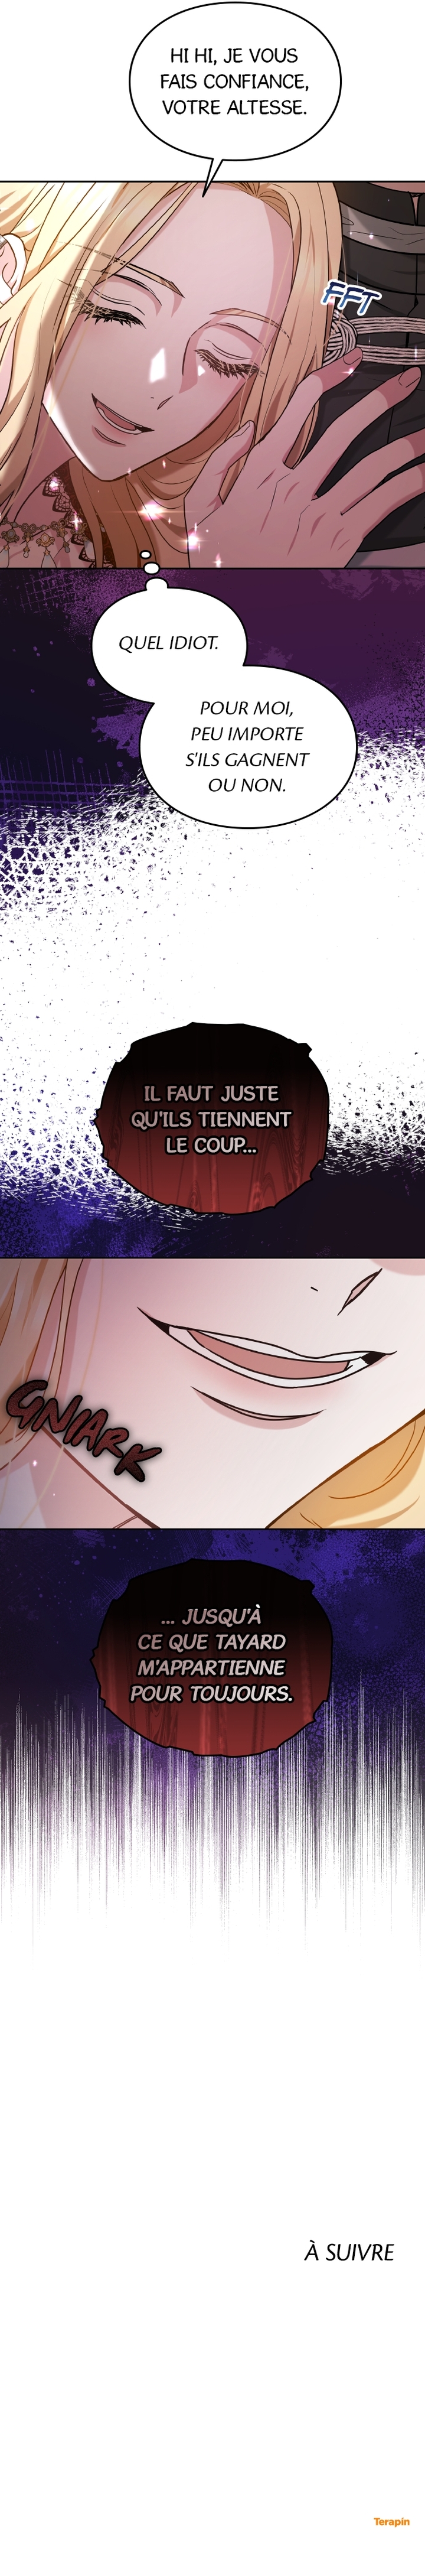 HI HI, JE VOUS
FAIS CONFIANCE,
VOTRE ALTESSE.
FFT
QUEL IDIOT.
POUR MOI,
PEU IMPORTE
S'ILS GAGNENT
OU NON.
IL FAUT JUSTE
QU'ILS TIENNENT
LE COUP...
GNIARK
... JUSQU'À
CE QUE TAYARD
M'APPARTIENNE
POUR TOUJOURS.
À SUIVRE
Terapin